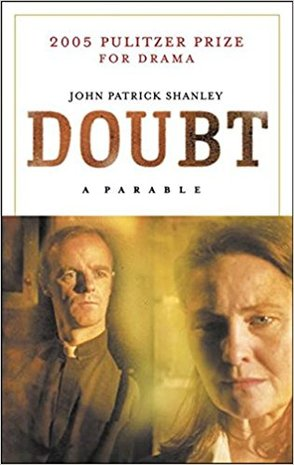 2005 PULITZER PRIZE
FOR DRAMA
JOHN PATRICK SHANLEY
DOUBT
A PARABLE